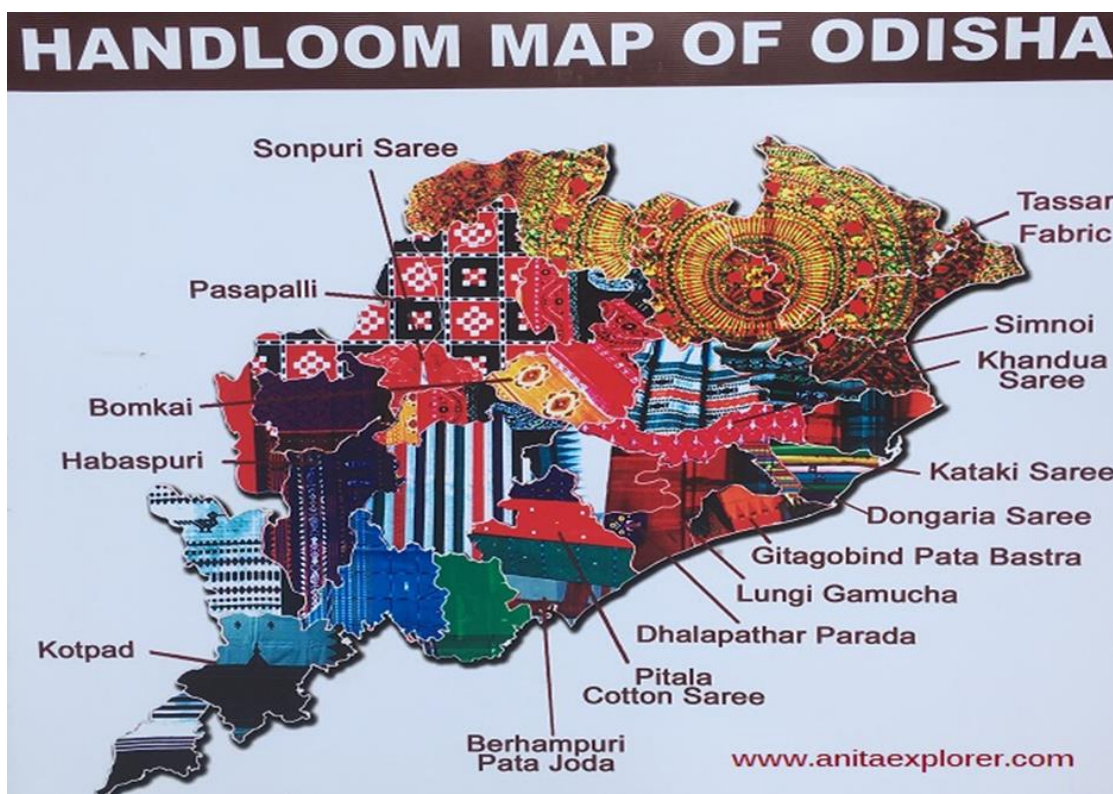 HANDLOOM MAP OF ODISHA
Sonpuri Saree
Tassar
Fabric
Pasapalli
Simnoi
Khandua
Saree
Bomkai
Habaspuri
Kataki Saree
Dongaria Saree
Gitagobind Pata Bastra
Lungi Gamucha
Dhalapathar Parada
Kotpad
Pitala
Cotton Saree
Berhampuri
Pata Joda
www.anitaexplorer.com